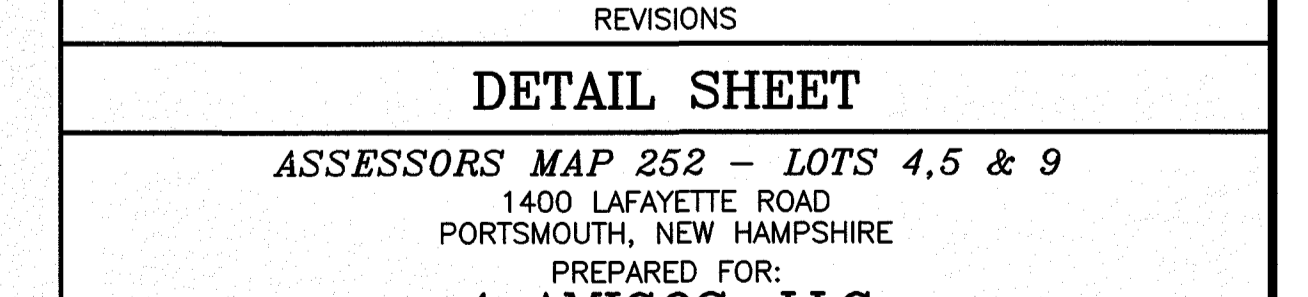 REVISIONS
DETAIL SHEET
ASSESSORS MAP 252 – LOTS 4,5 & 9
1400 LAFAYETTE ROAD
PORTSMOUTH, NEW HAMPSHIRE
PREPARED FOR: